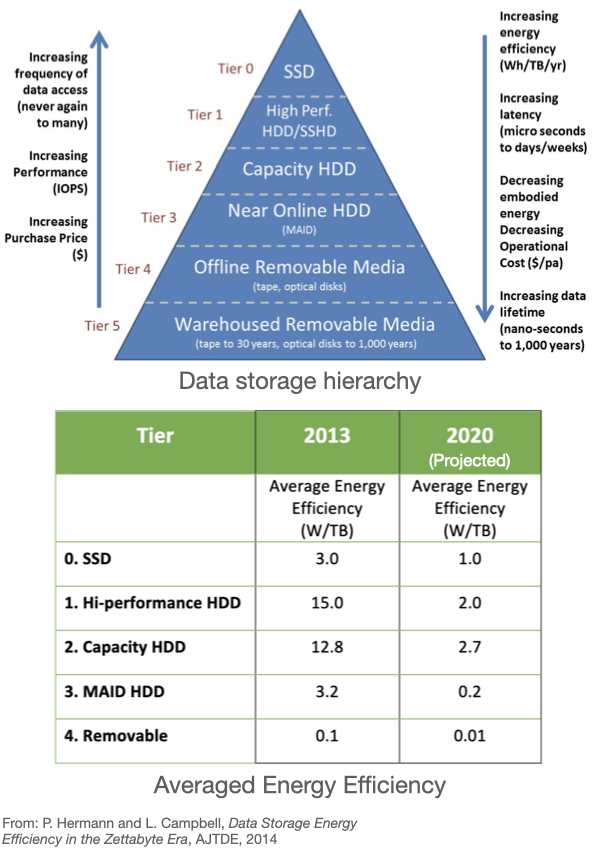 Increasing
frequency of
data access
(never again
to many)
Increasing
Performance
(IOPS)
Increasing
Purchase Price
($)
Tier 0
SSD
Tier 1
High Perf.
HDD/SSHD
Tier 2
Capacity HDD
Tier 3
Near Online HDD
(MAID)
Tier 4
Offline Removable Media
(tape, optical disks)
Tier 5
Warehoused Removable Media
(tape to 30 years, optical disks to 1,000 years)
Increasing
energy
efficiency
(Wh/TB/yr)
Increasing
latency
(micro seconds
to days/weeks)
Decreasing
embodied
energy
Decreasing
Operational
Cost ($/pa)
Increasing data
lifetime
(nano-seconds
to 1,000 years)
Data storage hierarchy
Tier 2013 2020
(Projected)
Average Energy Average Energy
Efficiency Efficiency
(W/TB) (W/TB)
0. SSD 3.0 1.0
1. Hi-performance HDD 15.0 2.0
2. Capacity HDD 12.8 2.7
3. MAID HDD 3.2 0.2
4. Removable 0.1 0.01
Averaged Energy Efficiency
From: P. Hermann and L. Campbell, Data Storage Energy
Efficiency in the Zettabyte Era, AJTDE, 2014